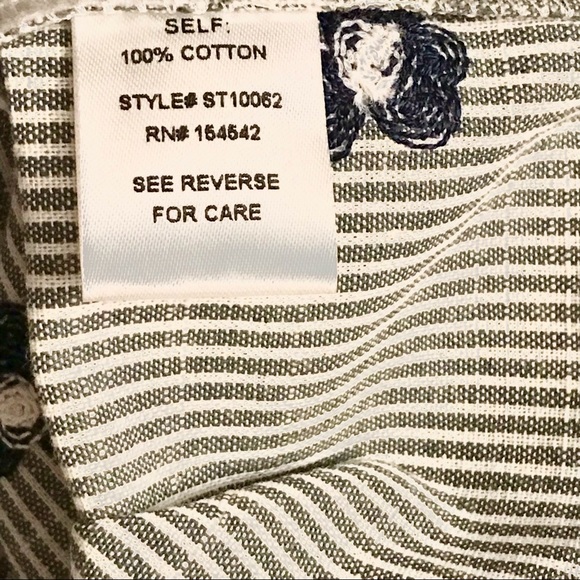 SELF:
100% COTTON
STYLE# ST10062
RN# 154542
SEE REVERSE
FOR CARE